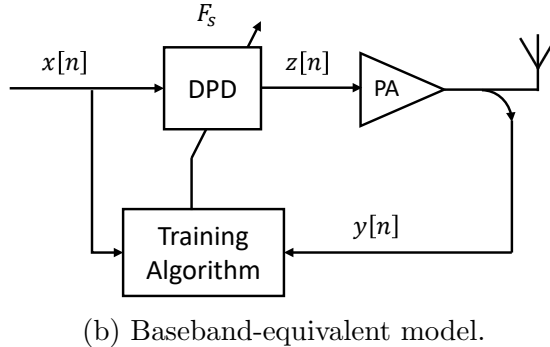 F_s
x[n]
DPD
z[n]
PA
Training
Algorithm
y[n]
(b) Baseband-equivalent model.